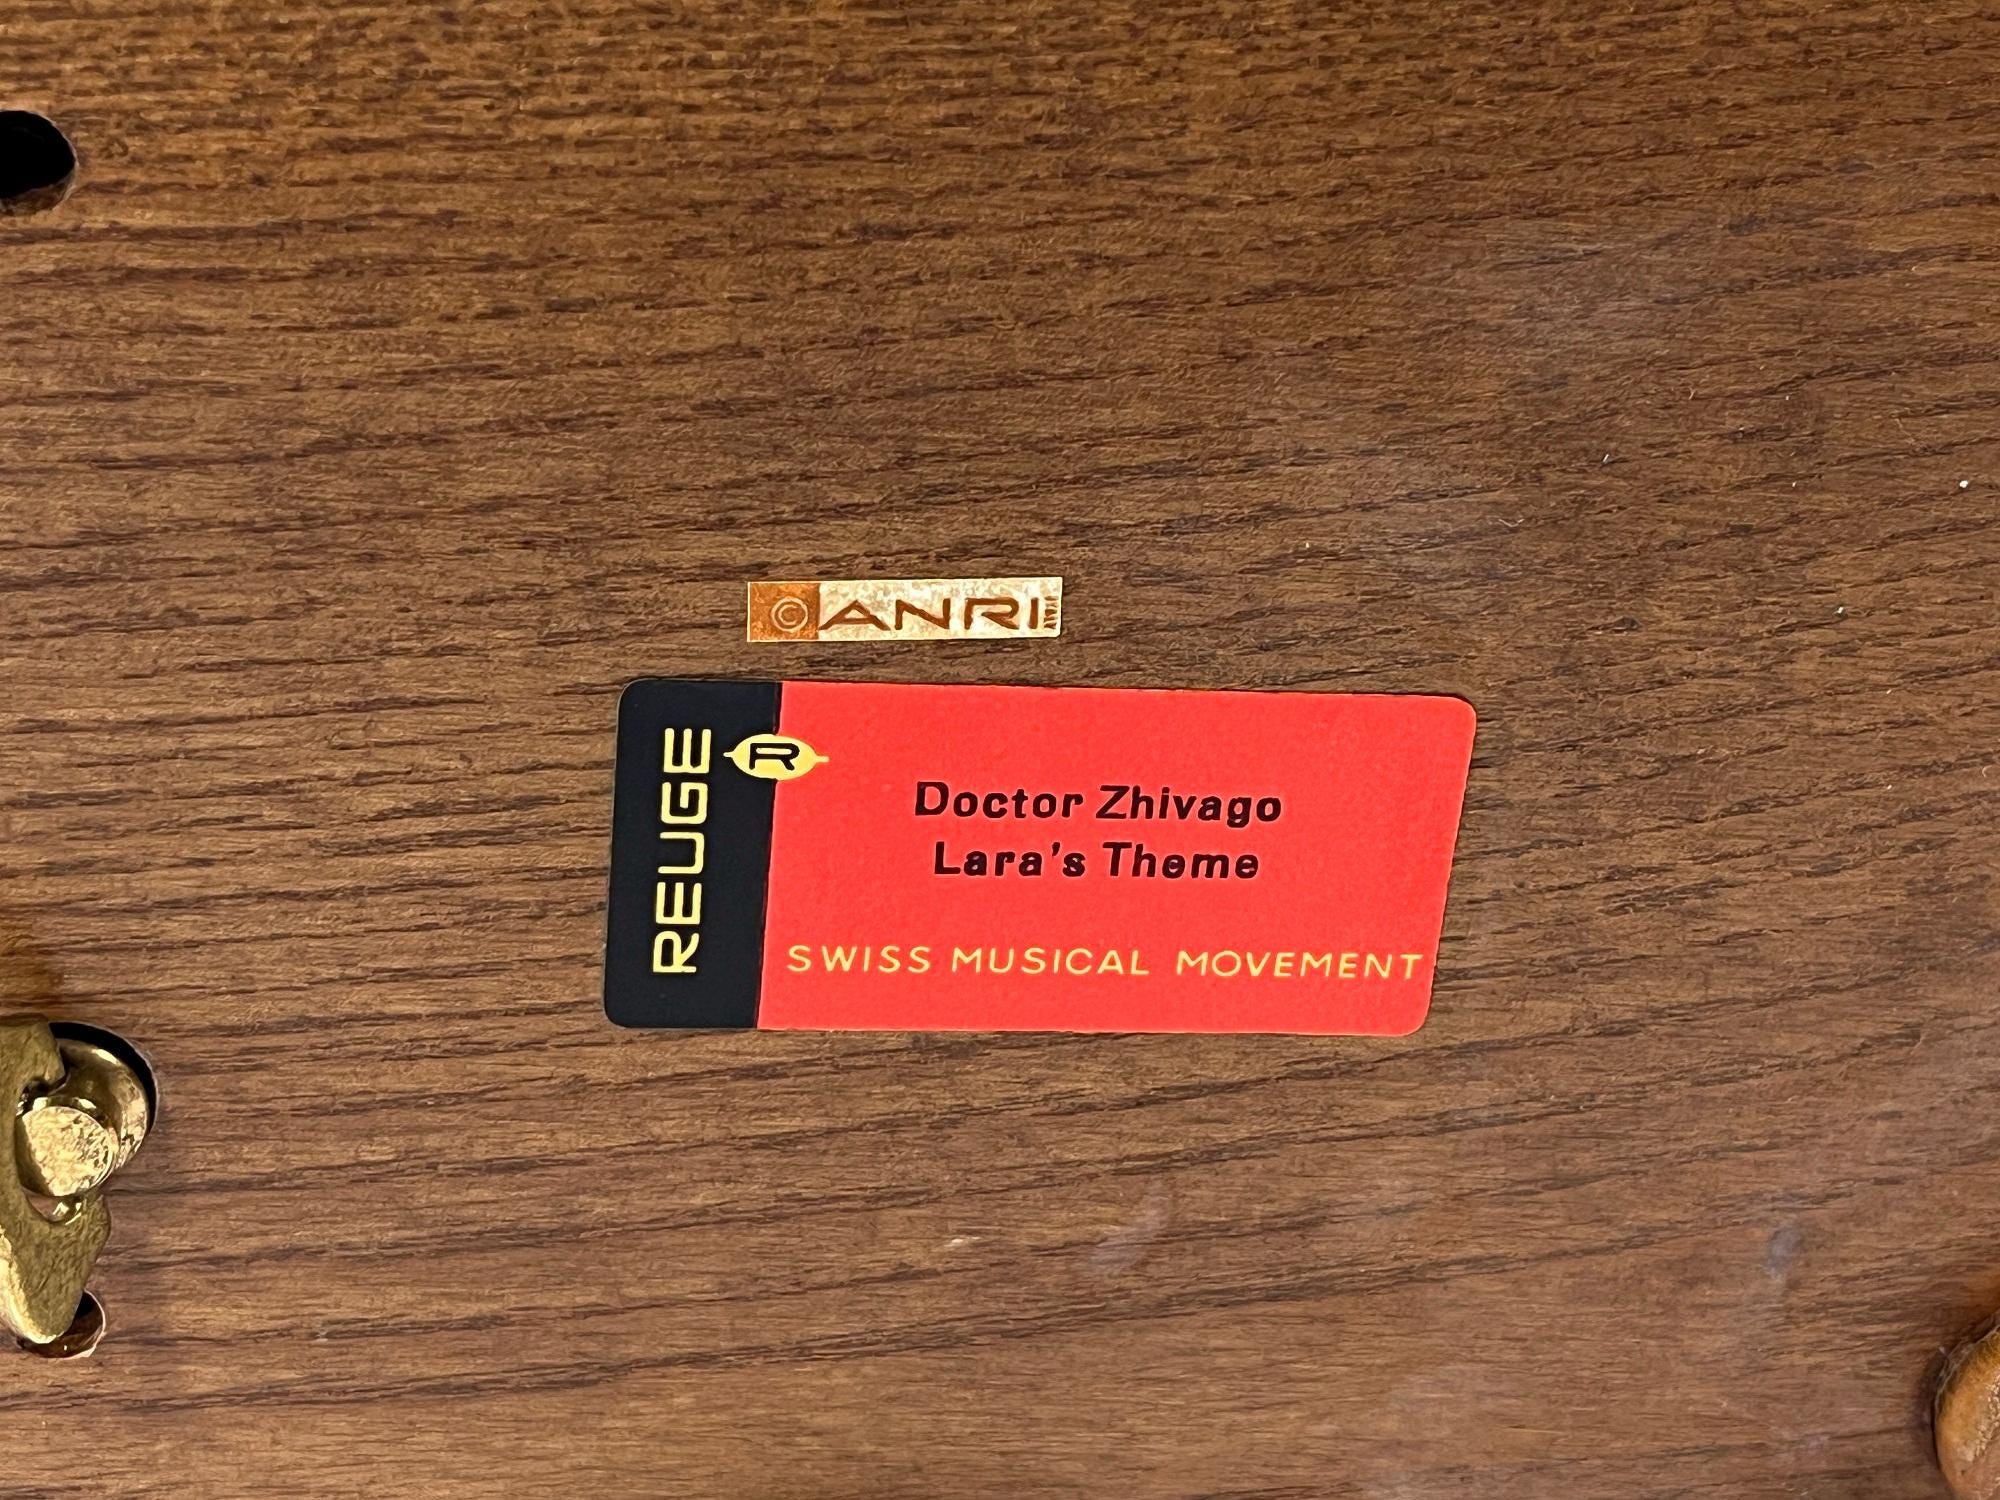 © ANRI
REUGE
R
Doctor Zhivago
Lara's Theme
SWISS MUSICAL MOVEMENT